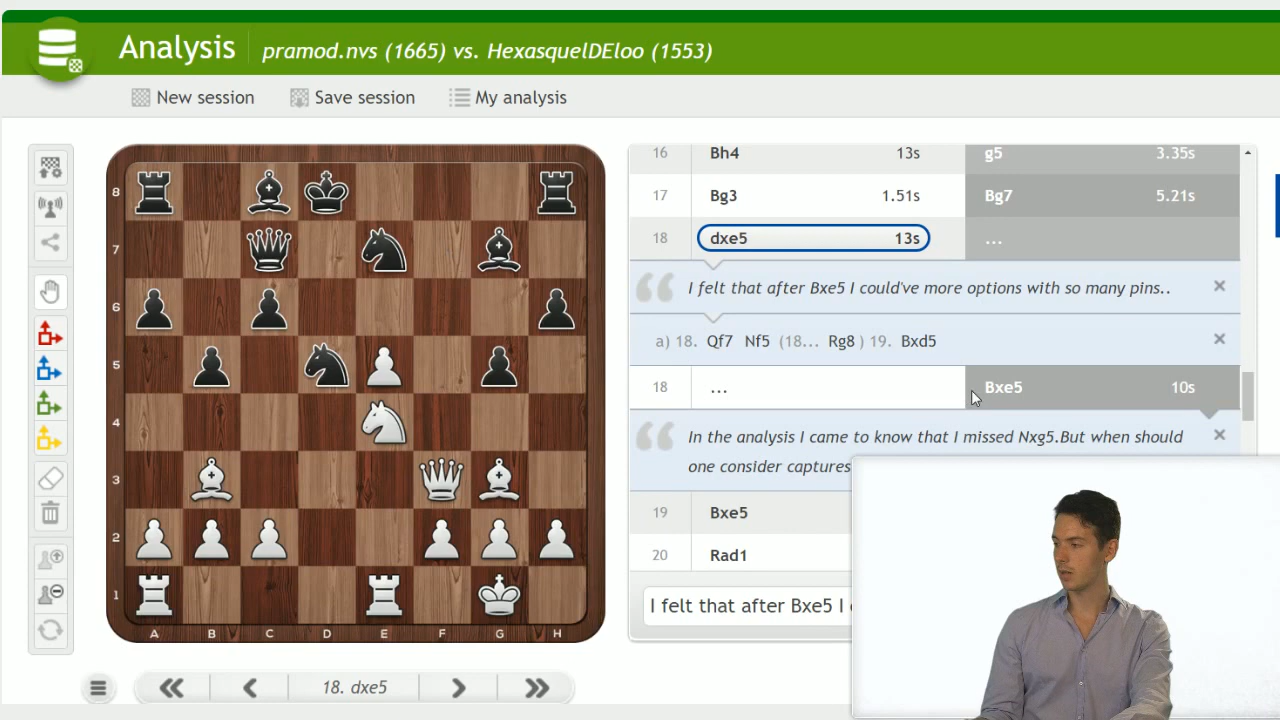 Analysis pramod.nvs (1665) vs. HexasquelDEloo (1553)
New session Save session My analysis
16 Bh4 13s g5 3.35s
17 Bg3 1.51s Bg7 5.21s
18 dxe5 13s ...
I felt that after Bxe5 I could've more options with so many pins..
a) 18. Qf7 Nf5 (18... Rg8 ) 19. Bxd5
18 ... Bxe5 10s
In the analysis I came to know that I missed Nxg5.But when should
one consider captures
19 Bxe5
20 Rad1
I felt that after Bxe5 I
8
7
6
5
4
3
2
1
A B C D E F G H
18. dxe5